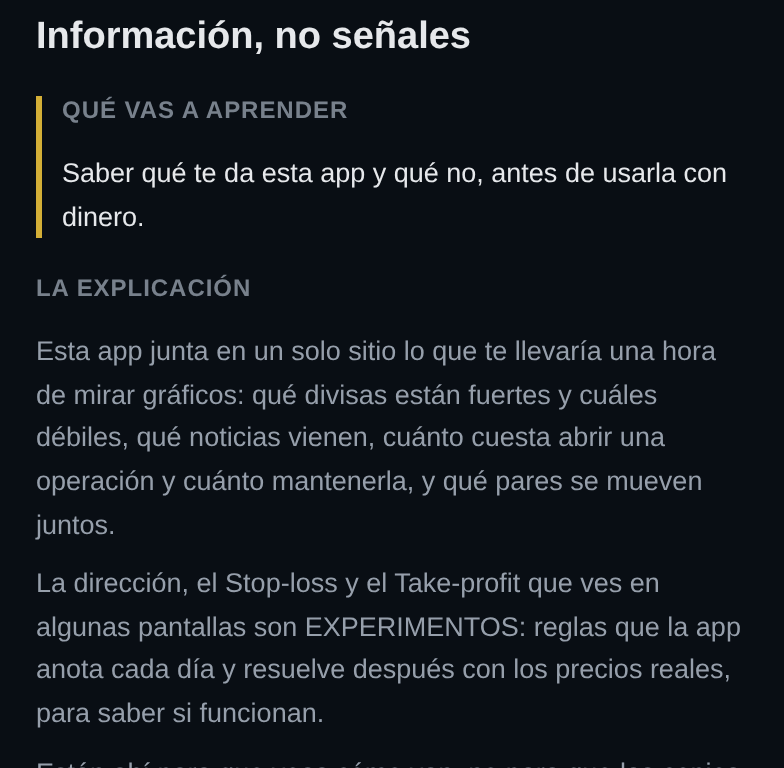 Información, no señales
QUÉ VAS A APRENDER
Saber qué te da esta app y qué no, antes de usarla con
dinero.
LA EXPLICACIÓN
Esta app junta en un solo sitio lo que te llevaría una hora
de mirar gráficos: qué divisas están fuertes y cuáles
débiles, qué noticias vienen, cuánto cuesta abrir una
operación y cuánto mantenerla, y qué pares se mueven
juntos.
La dirección, el Stop-loss y el Take-profit que ves en
algunas pantallas son EXPERIMENTOS: reglas que la app
anota cada día y resuelve después con los precios reales,
para saber si funcionan.